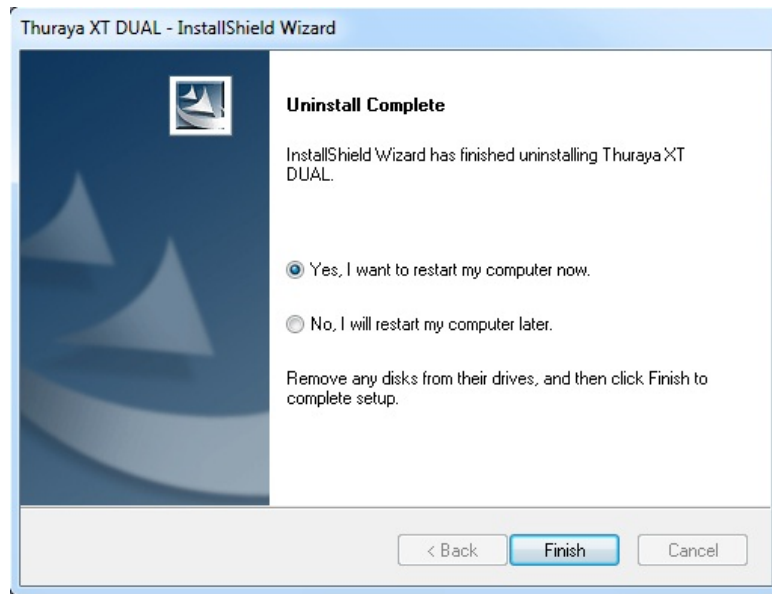 Thuraya XT DUAL - InstallShield Wizard
Uninstall Complete
InstallShield Wizard has finished uninstalling Thuraya XT
DUAL.
Yes, I want to restart my computer now.
No, I will restart my computer later.
Remove any disks from their drives, and then click Finish to
complete setup.
< Back
Finish
Cancel